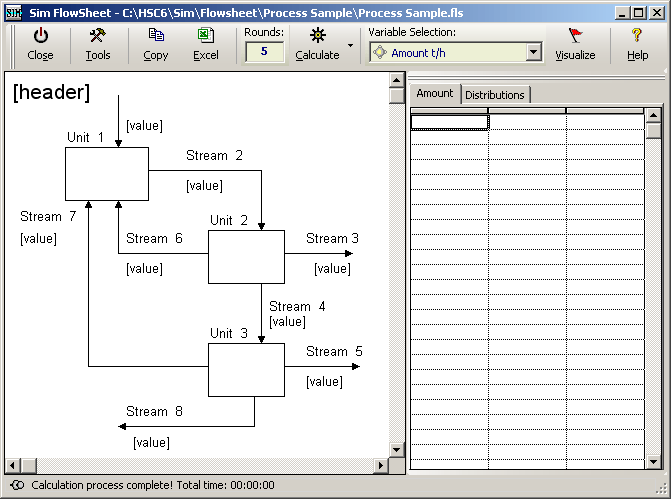 Sim FlowSheet - C:\HSC6\Sim\Flowsheet\Process Sample\Process Sample.fls
Close
Tools
Copy
Excel
Rounds:
5
Calculate
Variable Selection:
Amount t/h
Visualize
?
Help
[header]
[value]
Unit 1
Stream 2
[value]
Stream 7
[value]
Unit 2
Stream 6
[value]
Stream 3
[value]
Stream 4
[value]
Unit 3
Stream 5
[value]
Stream 8
[value]
Amount
Distributions
Calculation process complete! Total time: 00:00:00